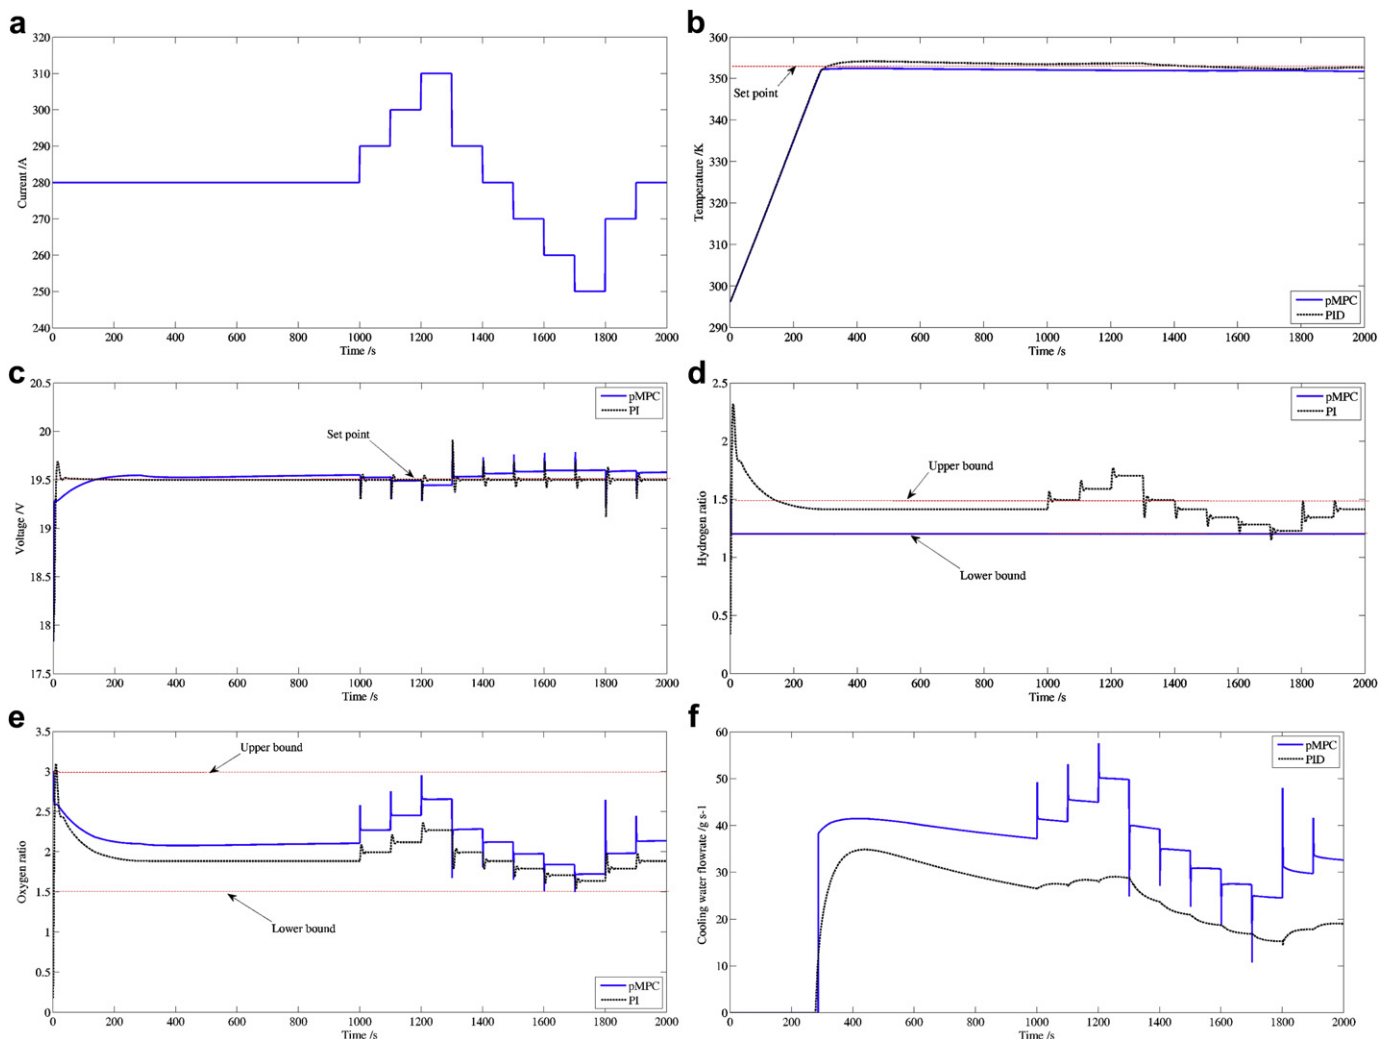 a
320
310
300
290
280
270
260
250
240
Current /A
0 200 400 600 800 1000 1200 1400 1600 1800 2000
Time /s
b
360
350
340
330
320
310
300
290
Temperature /K
Set point
pMPC
PID
0 200 400 600 800 1000 1200 1400 1600 1800 2000
Time /s
c
20.5
20
19.5
19
18.5
18
17.5
Voltage /V
Set point
pMPC
PI
0 200 400 600 800 1000 1200 1400 1600 1800 2000
Time /s
d
2.5
2
1.5
1
0.5
0
Hydrogen ratio
Upper bound
Lower bound
pMPC
PI
0 200 400 600 800 1000 1200 1400 1600 1800 2000
Time /s
e
3.5
3
2.5
2
1.5
1
0.5
0
Oxygen ratio
Upper bound
Lower bound
pMPC
PI
0 200 400 600 800 1000 1200 1400 1600 1800 2000
Time /s
f
60
50
40
30
20
10
0
Cooling water flowrate /g s-1
pMPC
PID
0 200 400 600 800 1000 1200 1400 1600 1800 2000
Time /s